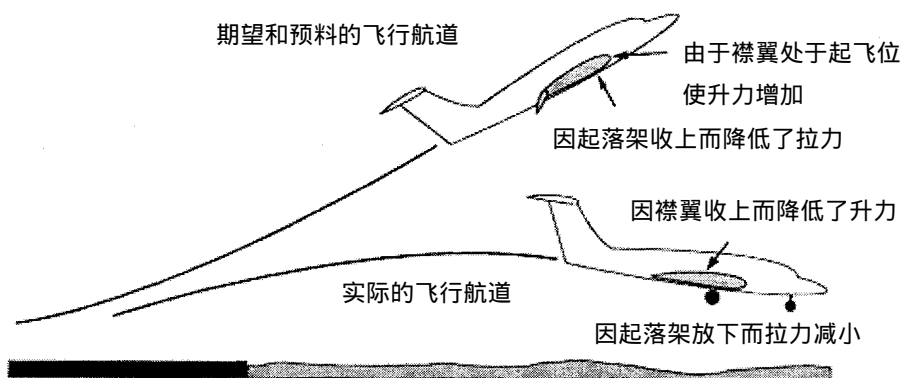 期望和预料的飞行航道
由于襟翼处于起飞位
使升力增加
因起落架收上而降低了拉力
因襟翼收上而降低了升力
实际的飞行航道
因起落架放下而拉力减小